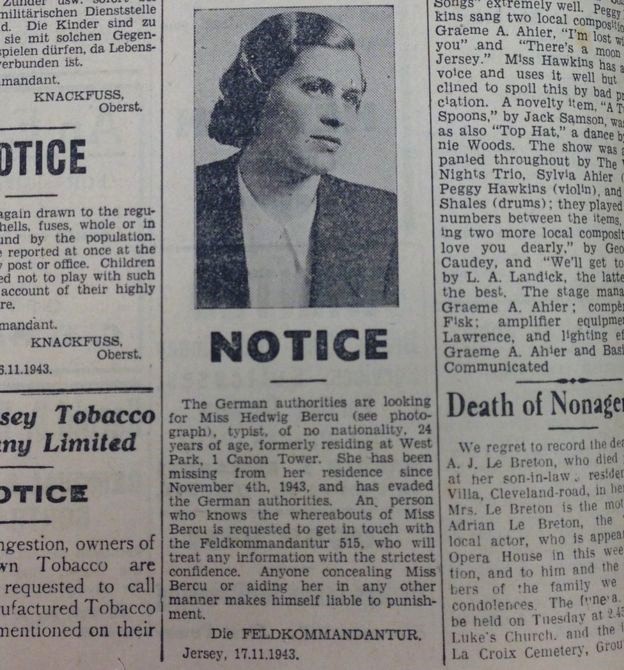 Zünder usw. sofort der
militärischen Dienststelle
d. Die Kinder sind zu
sie mit solchen Gegen-
spielen dürfen, da Lebens-
verbunden ist.
mandant.
KNACKFUSS,
Oberst.
OTICE
again drawn to the regu-
hells, fuses, whole or in
und by the population.
e reported at once at the
y post or office. Children
ed not to play with such
account of their highly
re.
mandant.
KNACKFUSS,
Oberst.
6.11.1943.
sey Tobacco
any Limited
OTICE
ngestion, owners of
wn Tobacco are
requested to call
ufactured Tobacco
mentioned on their
NOTICE
The German authorities are looking
for Miss Hedwig Bercu (see photo-
graph), typist, of no nationality, 24
years of age, formerly residing at West
Park, 1 Canon Tower. She has been
missing from her residence since
November 4th, 1943, and has evaded
the German authorities. An, person
who knows the whereabouts of Miss
Bercu is requested to get in touch with
the Feldkommandantur 515, who will
treat any information with the strictest
confidence. Anyone concealing Miss
Bercu or aiding her in any other
manner makes himself liable to punish-
ment.
Die FELDKOMMANDANTUR.
Jersey, 17.11.1943.
Songs" extremely well. Peggy
kins sang two local compositio
Graeme A. Ahier, "I'm lost wi
you" and "There's a moon
Jersey." Miss Hawkins has a
voice and uses it well but
clined to spoil this by bad p
ciation. A novelty item, "A T
Spoons," by Jack Samson, was
as also "Top Hat," a dance by
nie Woods. The show was a
panied throughout by The
Nights Trio, Sylvia Ahier (
Peggy Hawkins (violin), and
Shales (drums); they played
numbers between the items,
ing two more local composit
love you dearly," by Geo
Caudey, and "We'll get to
by L. A. Landick, the latte
the best. The stage mana
Graeme A. Ahier; compèr
Fisk; amplifier equipme
Lawrence, and lighting ef
Graeme A. Ahier and Basi
Communicated
Death of Nonager
We regret to record the dea
A. J. Le Breton, who died
at her son-in-law residen
Villa, Cleveland-road, in her
Mrs. Le Breton is the mot
Adrian Le Breton, the
local actor, who is appear
Opera House in this wee
tion, and to him and the
bers of the family we
condolences. The
be held on Tuesday at 2.45
Luke's Church, and the i
La Croix Cemetery, Grou